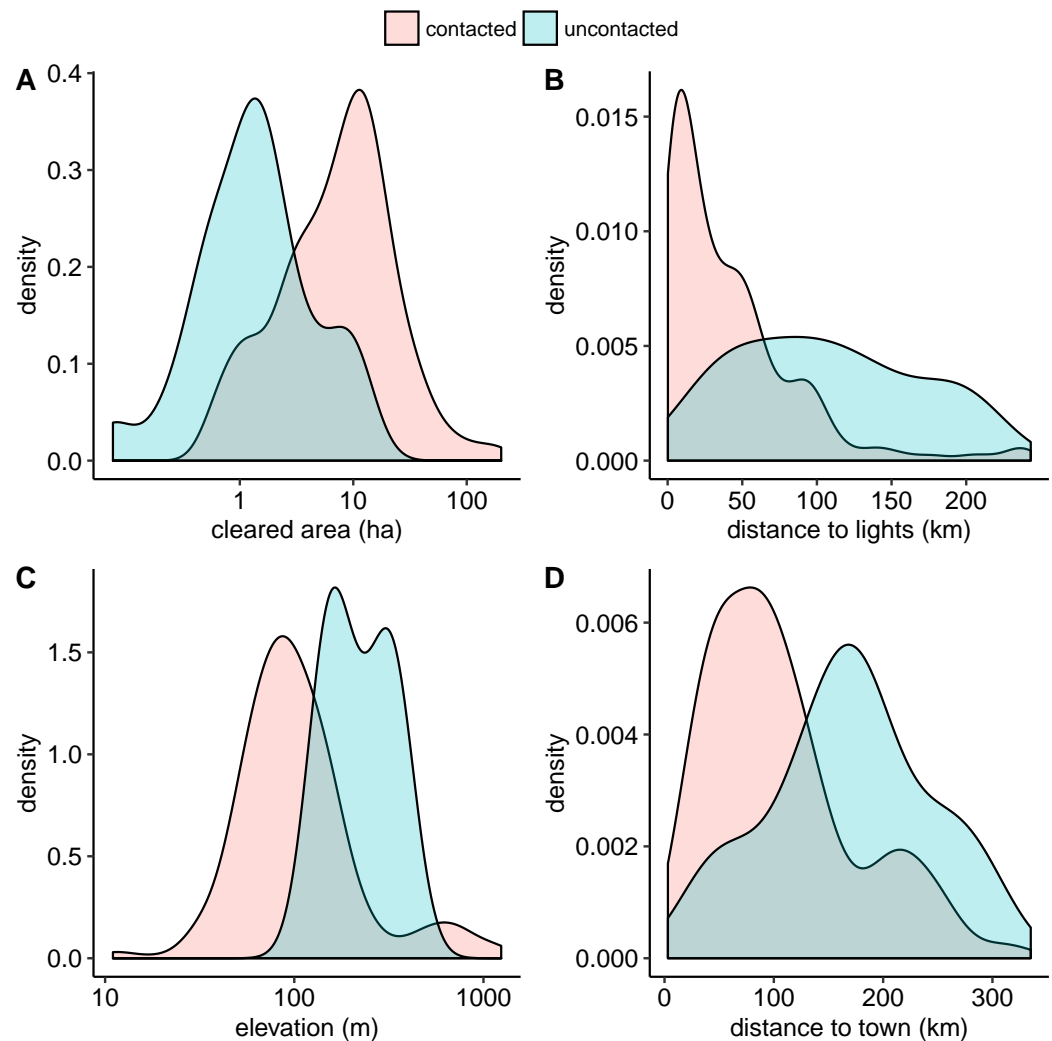 contacted uncontacted
A
0.4
0.3
0.2
0.1
0.0
density
1 10 100
cleared area (ha)
B
0.015
0.010
0.005
0.000
density
0 50 100 150 200
distance to lights (km)
C
1.5
1.0
0.5
0.0
density
10 100 1000
elevation (m)
D
0.006
0.004
0.002
0.000
density
0 100 200 300
distance to town (km)